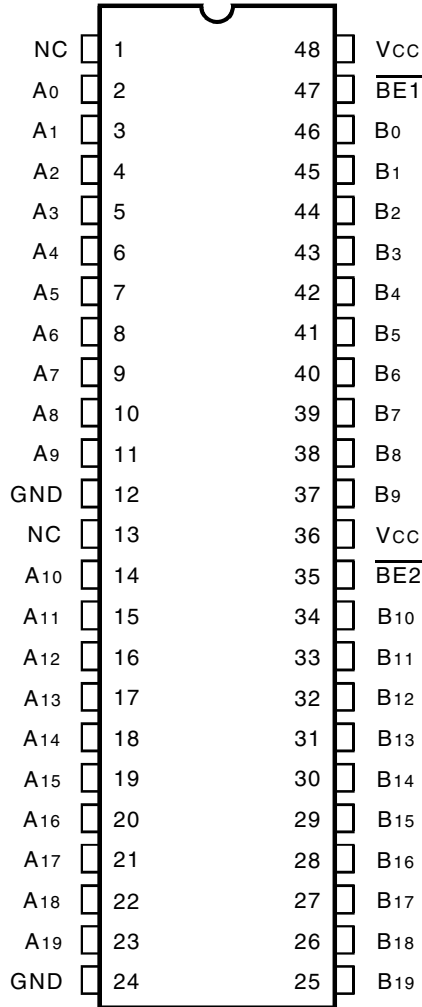 NC 1 48 VCC
A0 2 47 BE1
A1 3 46 B0
A2 4 45 B1
A3 5 44 B2
A4 6 43 B3
A5 7 42 B4
A6 8 41 B5
A7 9 40 B6
A8 10 39 B7
A9 11 38 B8
GND 12 37 B9
NC 13 36 VCC
A10 14 35 BE2
A11 15 34 B10
A12 16 33 B11
A13 17 32 B12
A14 18 31 B13
A15 19 30 B14
A16 20 29 B15
A17 21 28 B16
A18 22 27 B17
A19 23 26 B18
GND 24 25 B19